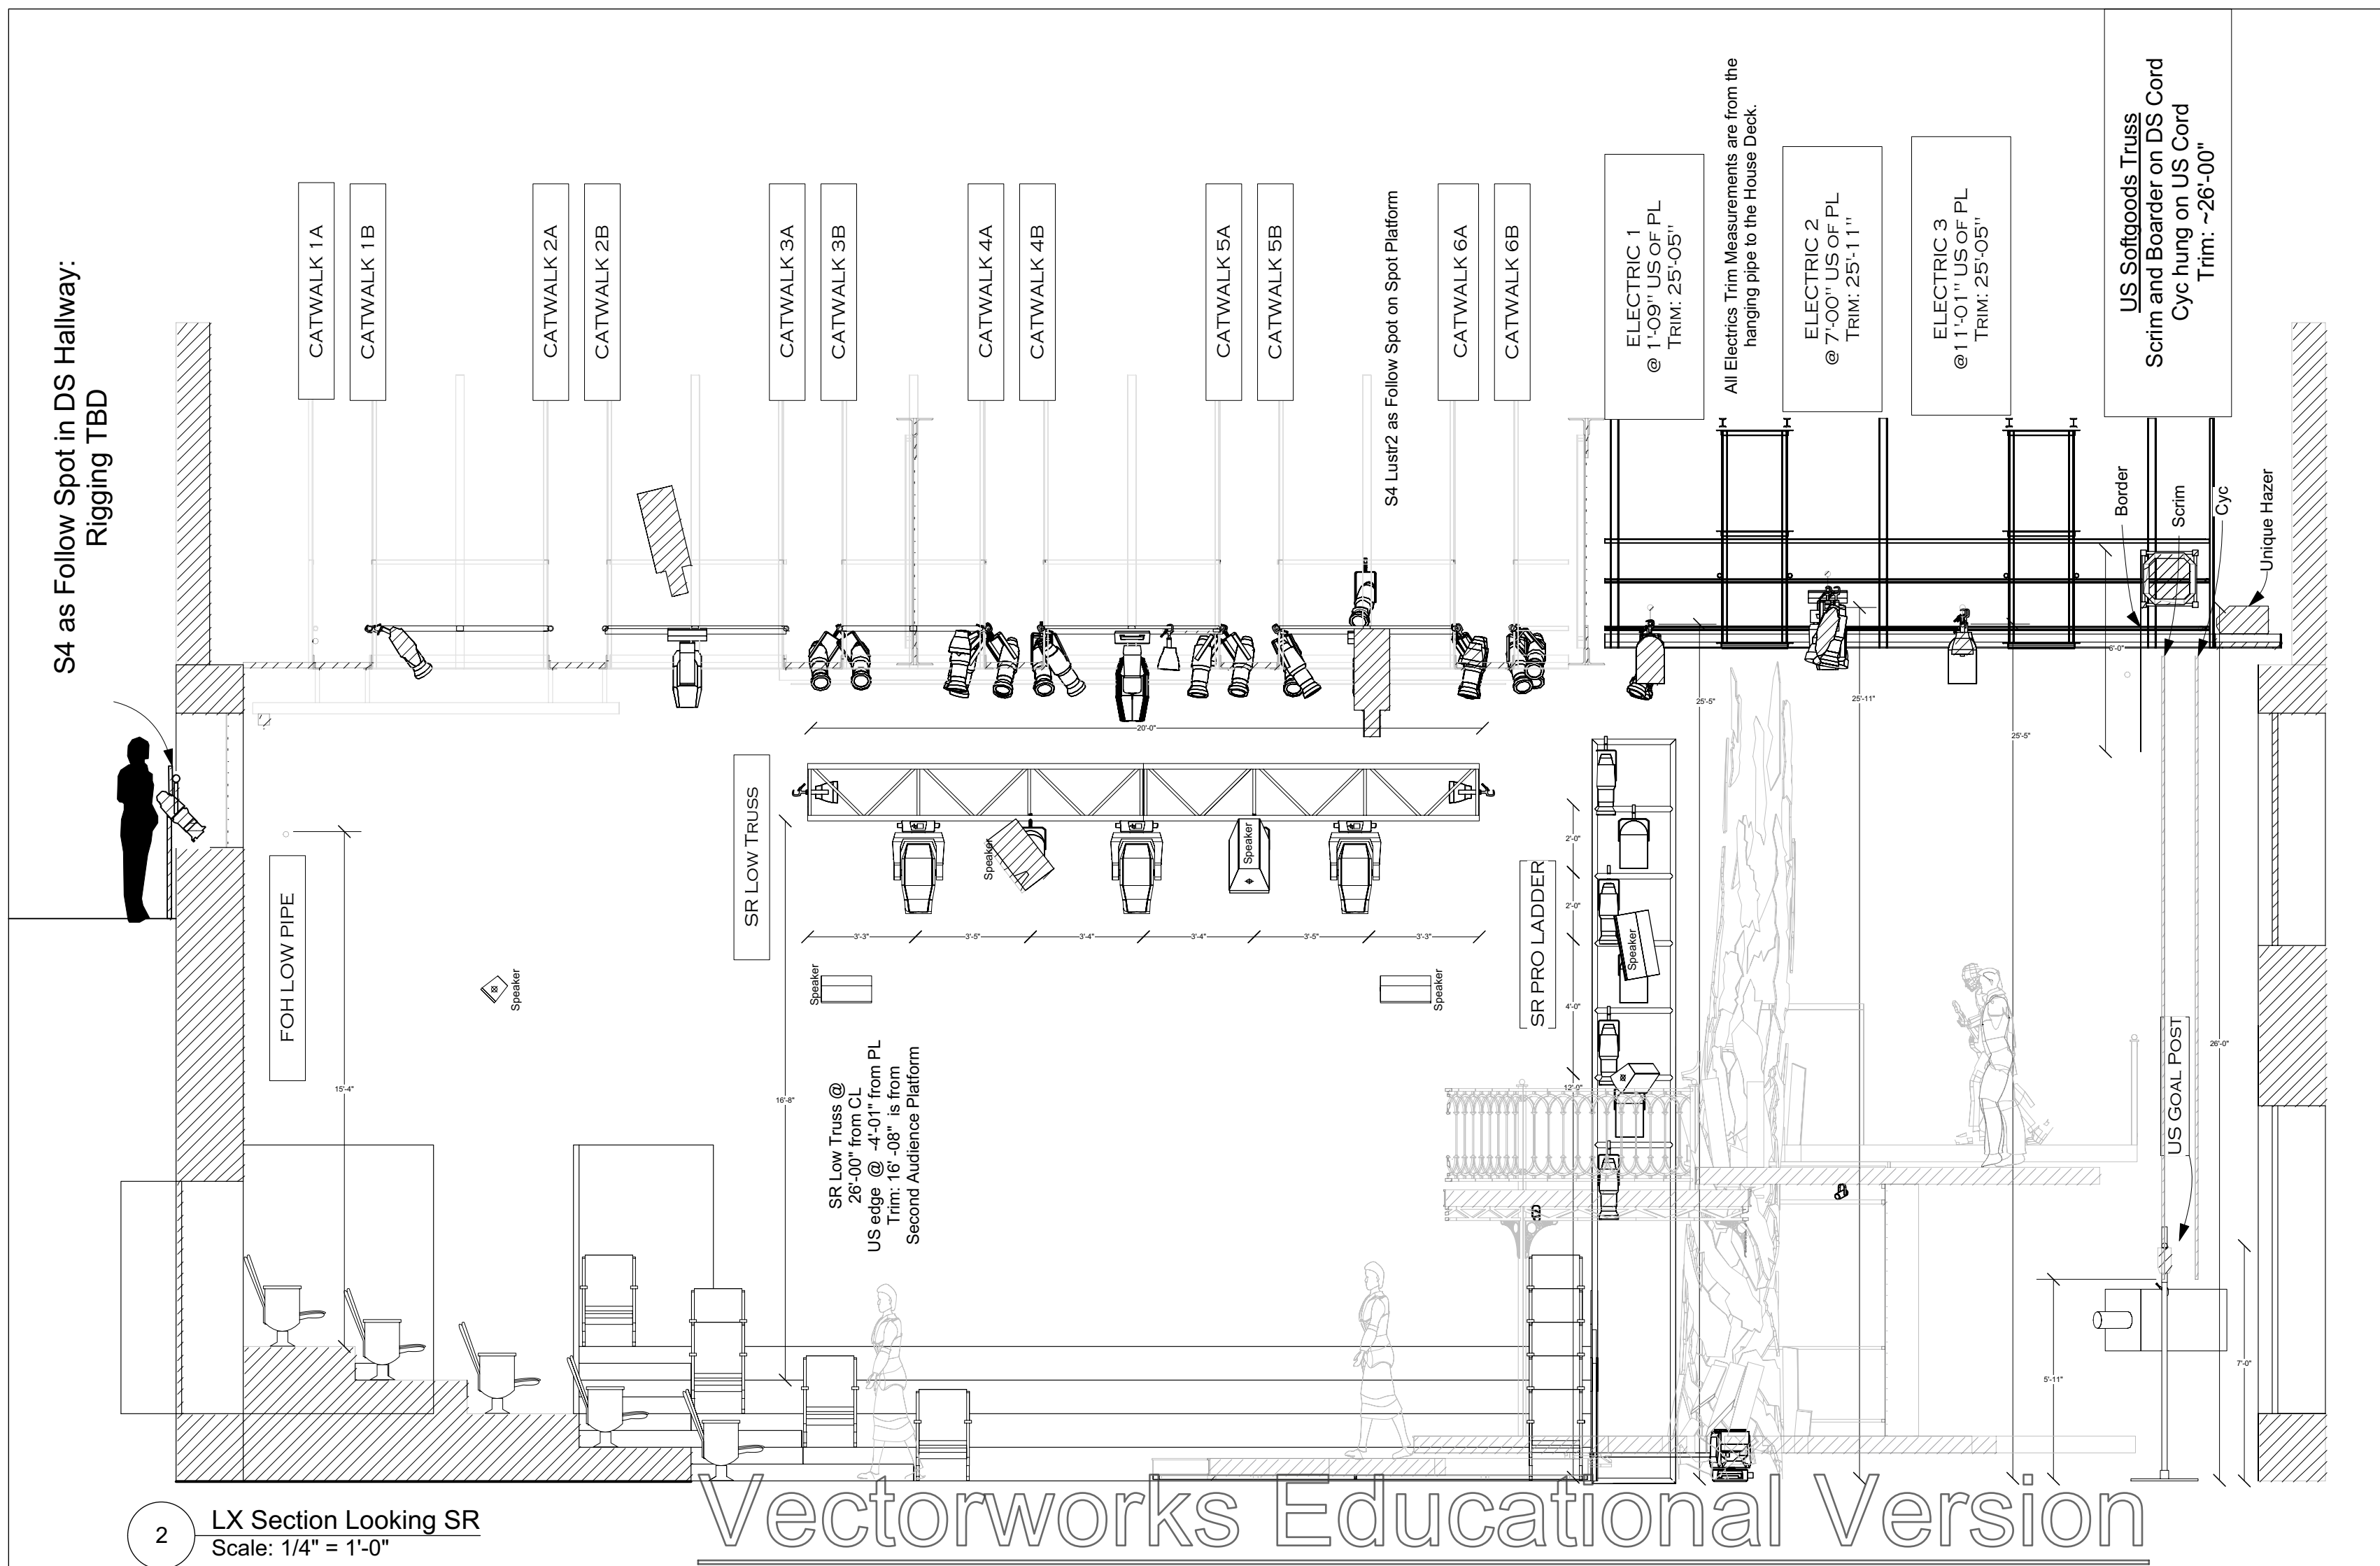 S4 as Follow Spot in DS Hallway:
Rigging TBD
CATWALK 1A
CATWALK 1B
CATWALK 2A
CATWALK 2B
CATWALK 3A
CATWALK 3B
CATWALK 4A
CATWALK 4B
CATWALK 5A
CATWALK 5B
S4 Lustr2 as Follow Spot on Spot Platform
CATWALK 6A
CATWALK 6B
ELECTRIC 1
@ 1'-09" US OF PL
TRIM: 25'-05"
All Electrics Trim Measurements are from the
hanging pipe to the House Deck.
ELECTRIC 2
@ 7'-00" US OF PL
TRIM: 25'-11"
ELECTRIC 3
@11'-01" US OF PL
TRIM: 25'-05"
US Softgoods Truss
Scrim and Boarder on DS Cord
Cyc hung on US Cord
Trim: ~26'-00"
Border
Scrim
Cyc
Unique Hazer
6'-0"
25'-5"
25'-11"
25'-5"
20'-0"
FOH LOW PIPE
15'-4"
SR LOW TRUSS
16'-8"
Speaker
Speaker
3'-3"
3'-5"
3'-4"
3'-4"
3'-5"
3'-3"
Speaker
Speaker
Speaker
SR Low Truss @
26'-00" from CL
US edge @ -4'-01" from PL
Trim: 16' -08" is from
Second Audience Platform
SR PRO LADDER
2'-0"
2'-0"
4'-0"
12'-0"
Speaker
US GOAL POST
26'-0"
5'-11"
7'-0"
2
LX Section Looking SR
Scale: 1/4" = 1'-0"
Vectorworks Educational Version